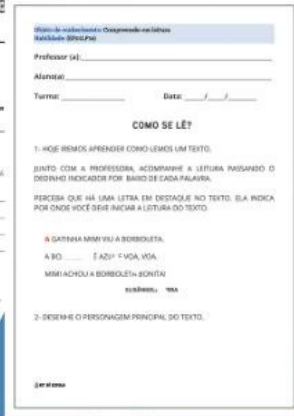 Objeto de conhecimento: Compreensão em leitura
Habilidade:
Professor (a):
Aluno(a)
Turma: Data: / /
COMO SE LÊ?
1- HOJE IREMOS APRENDER COMO LEMOS UM TEXTO.
JUNTO COM A PROFESSORA, ACOMPANHE A LEITURA PASSANDO O
DEDINHO INDICADOR POR BAIXO DE CADA PALAVRA.
PERCEBA QUE HÁ UMA LETRA EM DESTAQUE NO TEXTO. ELA INDICA
POR ONDE VOCÊ DEVE INICIAR A LEITURA DO TEXTO.
A GATINHA MIMI VIU A BORBOLETA.
A BO É AZUL E VOA, VOA.
MIMI ACHOU A BORBOLETA BONITA!
2- DESENHE O PERSONAGEM PRINCIPAL DO TEXTO.